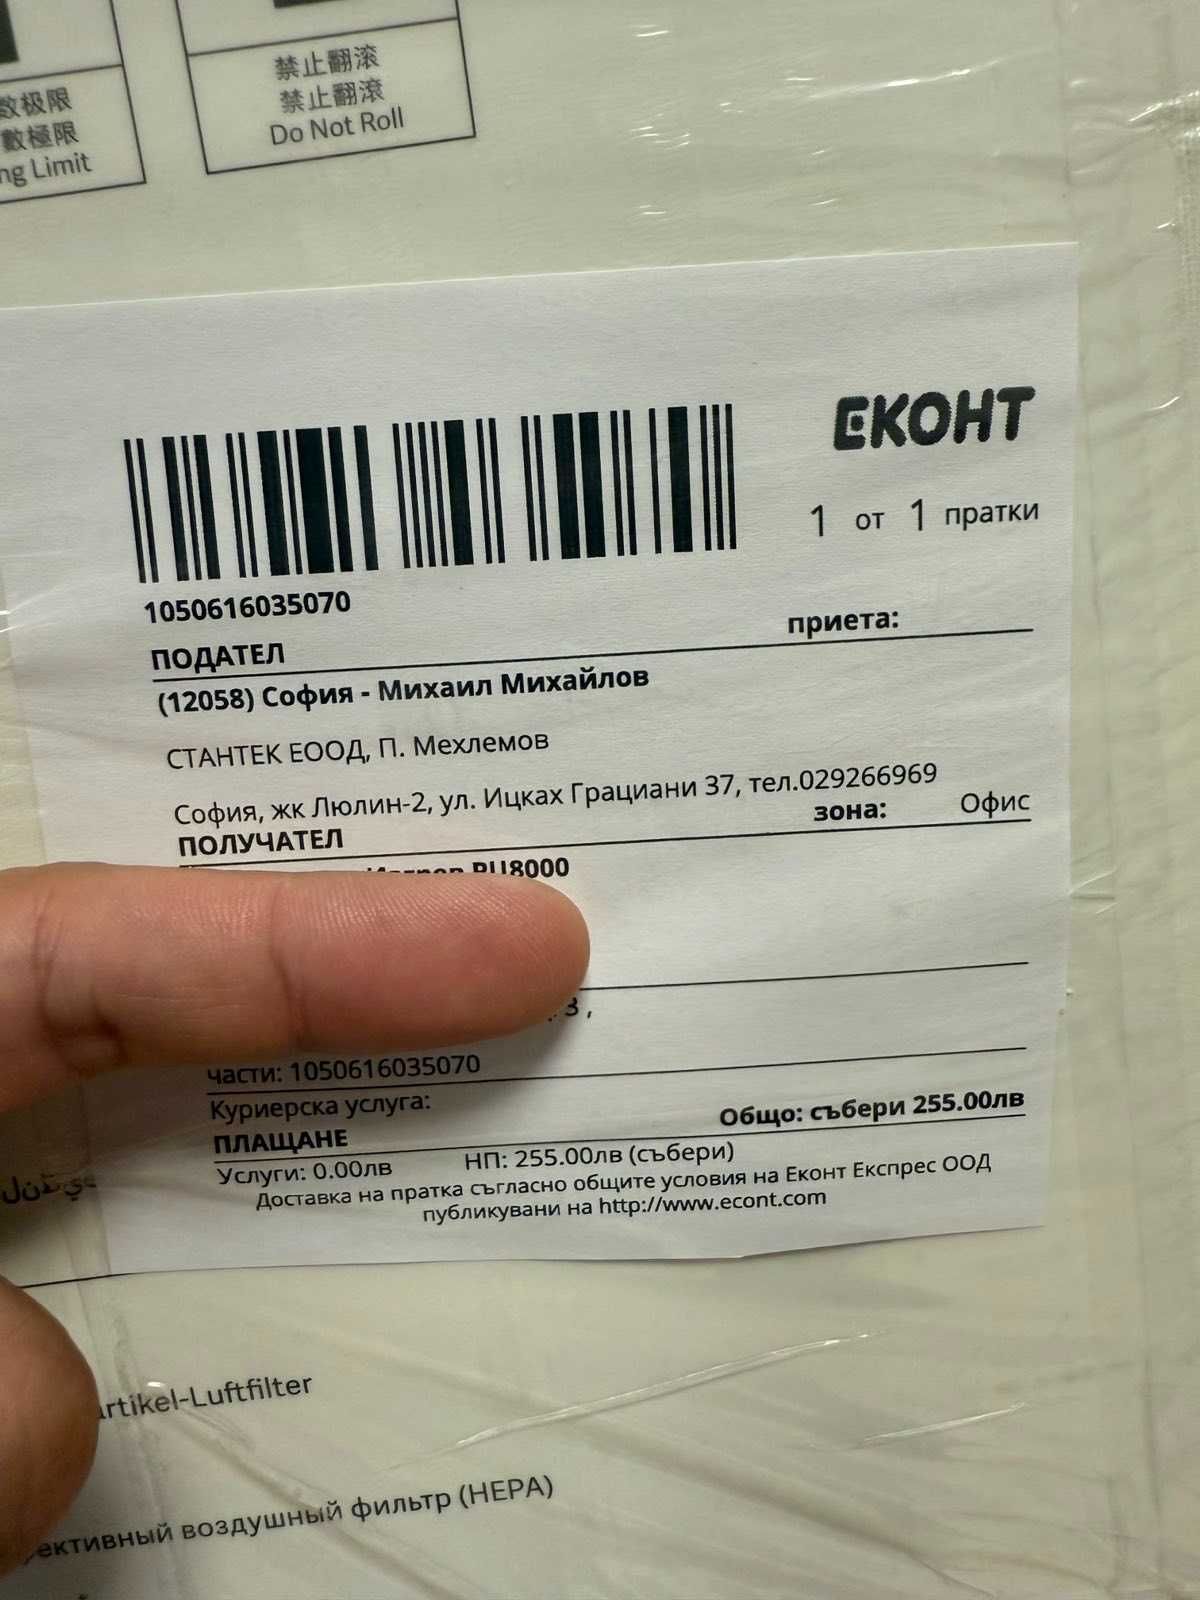 数极限
數極限
ng Limit
禁止翻滚
禁止翻滾
Do Not Roll
ЕКОНТ
1 от 1 пратки
1050616035070
приета:
ПОДАТЕЛ
(12058) София - Михаил Михайлов
СТАНТЕК ЕООД, П. Мехлемов
София, жк Люлин-2, ул. Ицках Грациани 37, тел.029266969
ПОЛУЧАТЕЛ зона: Офис
RU8000
3 ,
части: 1050616035070
Куриерска услуга:
Общо: събери 255.00лв
ПЛАЩАНЕ
Услуги: 0.00лв НП: 255.00лв (събери)
Доставка на пратка съгласно общите условия на Еконт Експрес ООД
публикувани на http://www.econt.com
artikel-Luftfilter
ективный воздушный фильтр (HEPA)